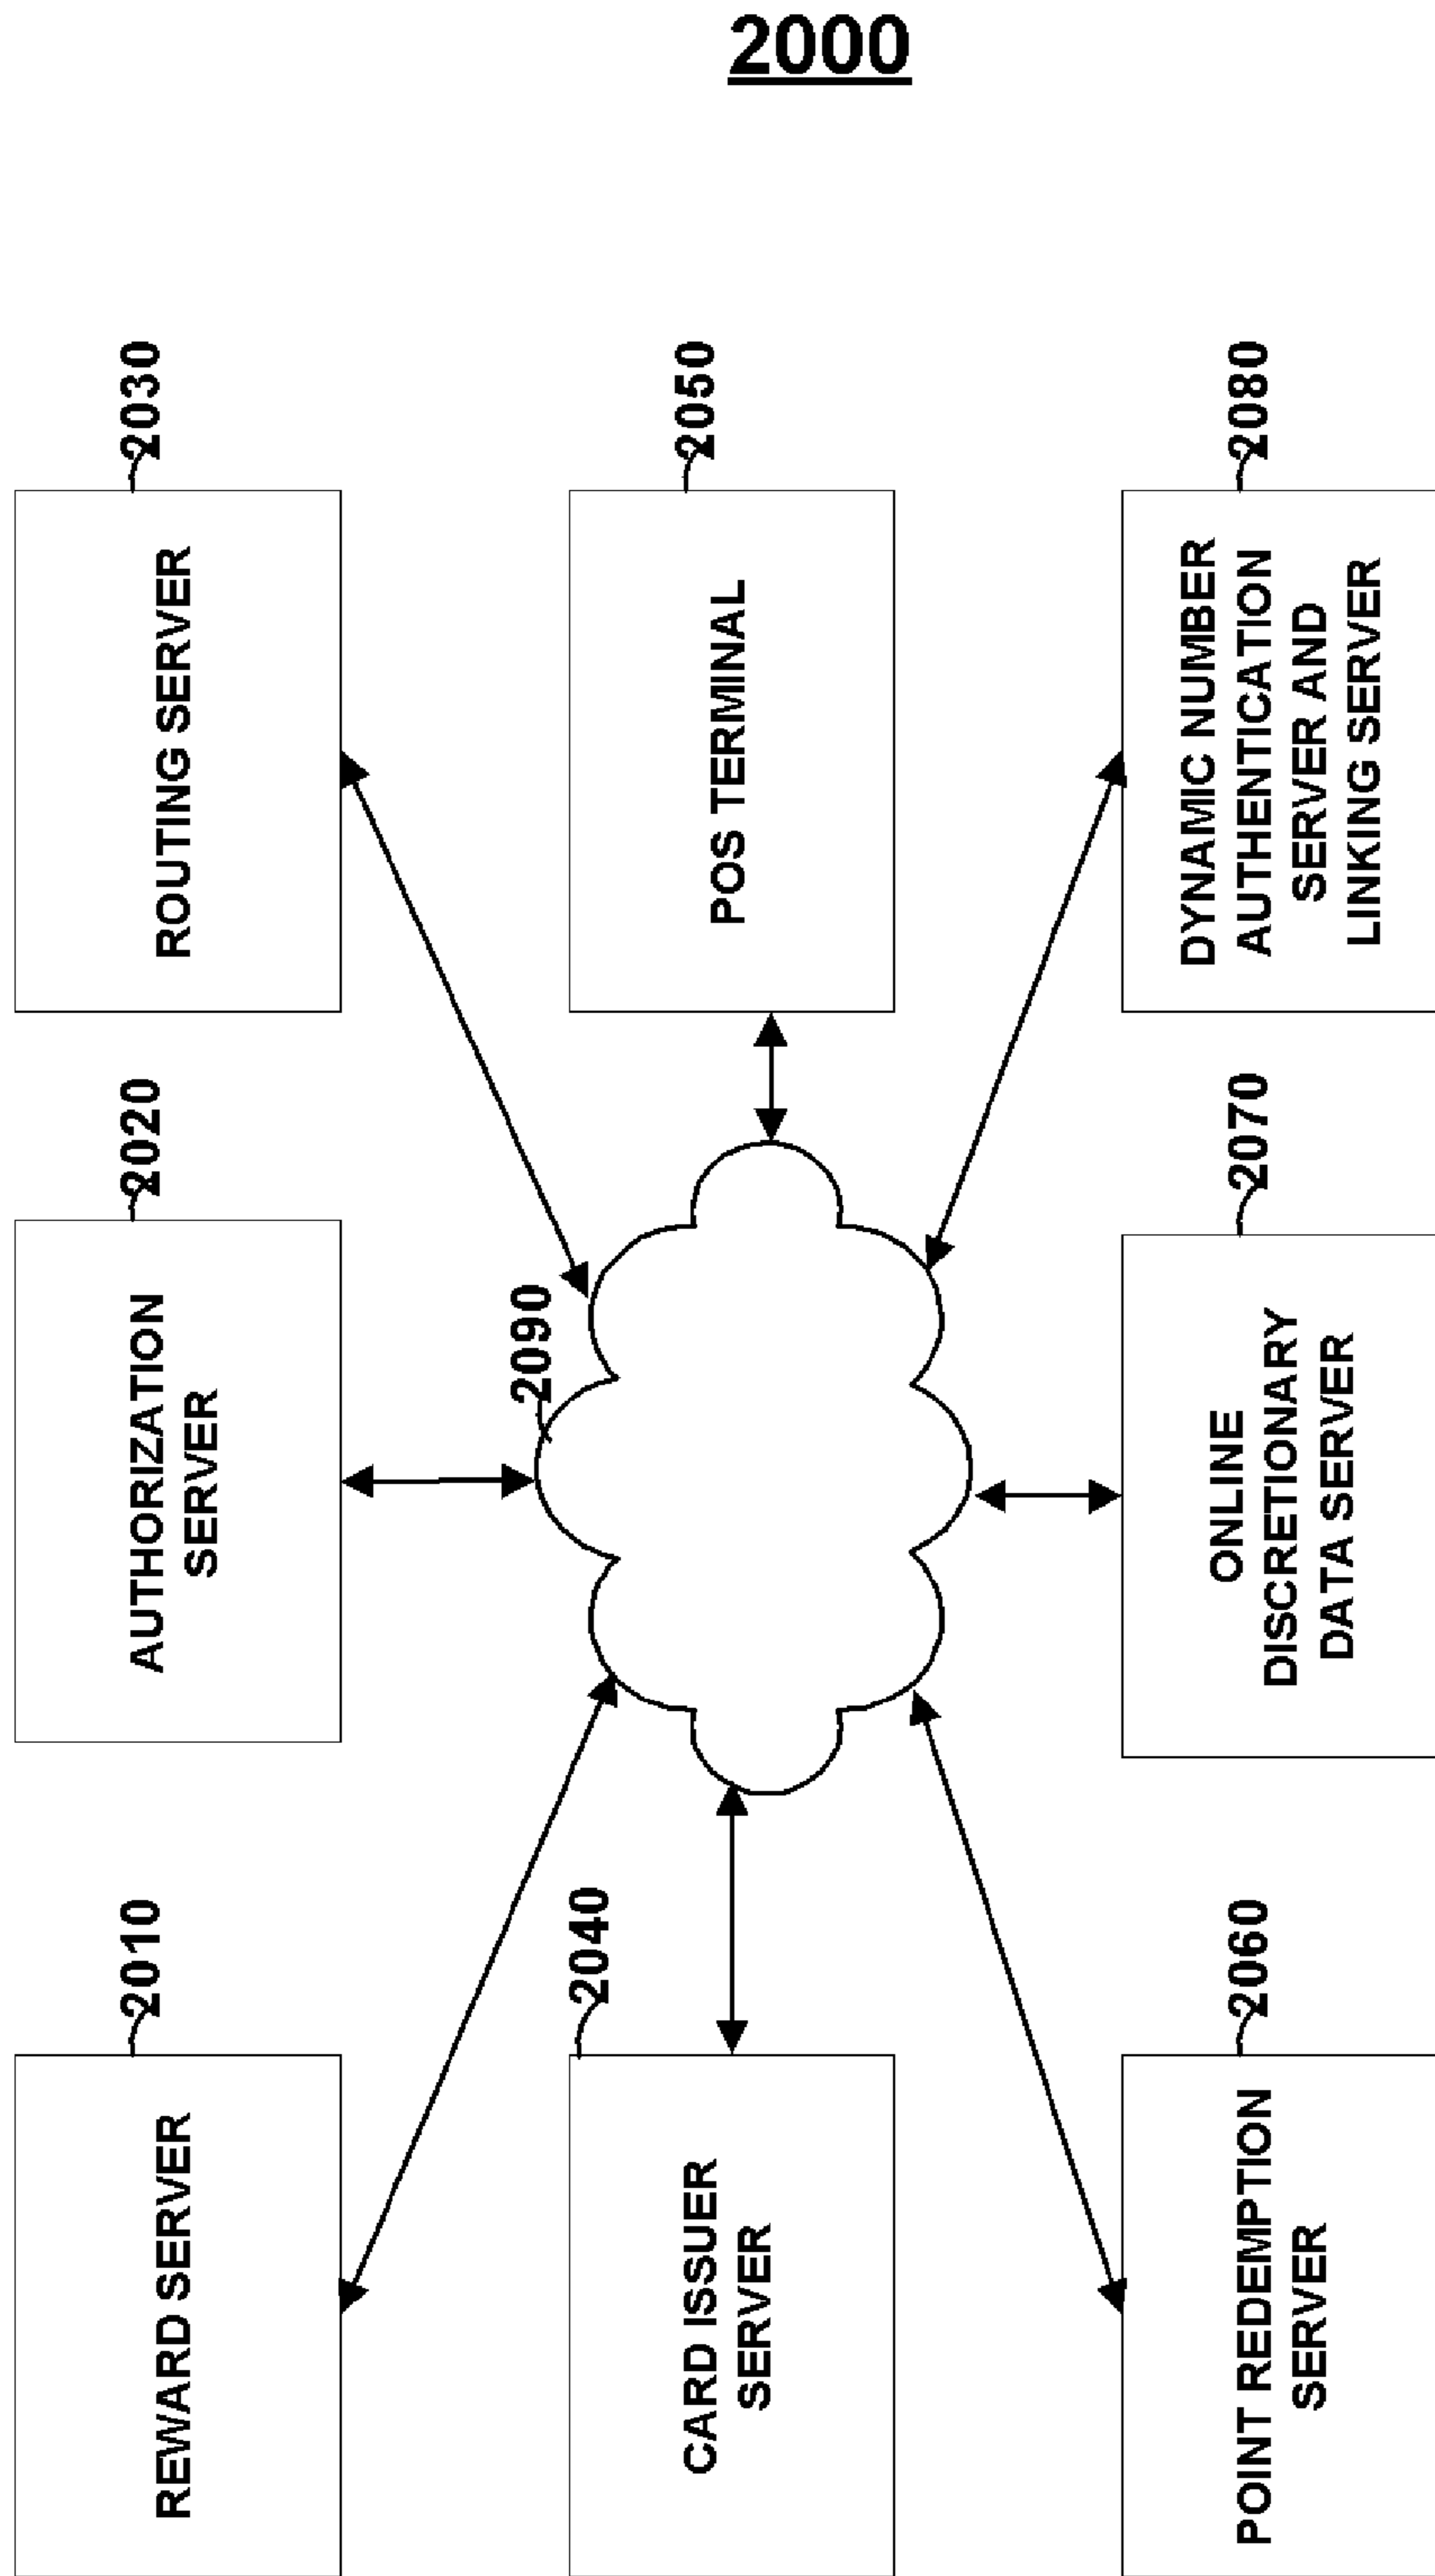 2000
2010
REWARD SERVER
2020
AUTHORIZATION
SERVER
2030
ROUTING SERVER
2040
CARD ISSUER
SERVER
2090
2050
POS TERMINAL
2060
POINT REDEMPTION
SERVER
2070
ONLINE
DISCRETIONARY
DATA SERVER
2080
DYNAMIC NUMBER
AUTHENTICATION
SERVER AND
LINKING SERVER